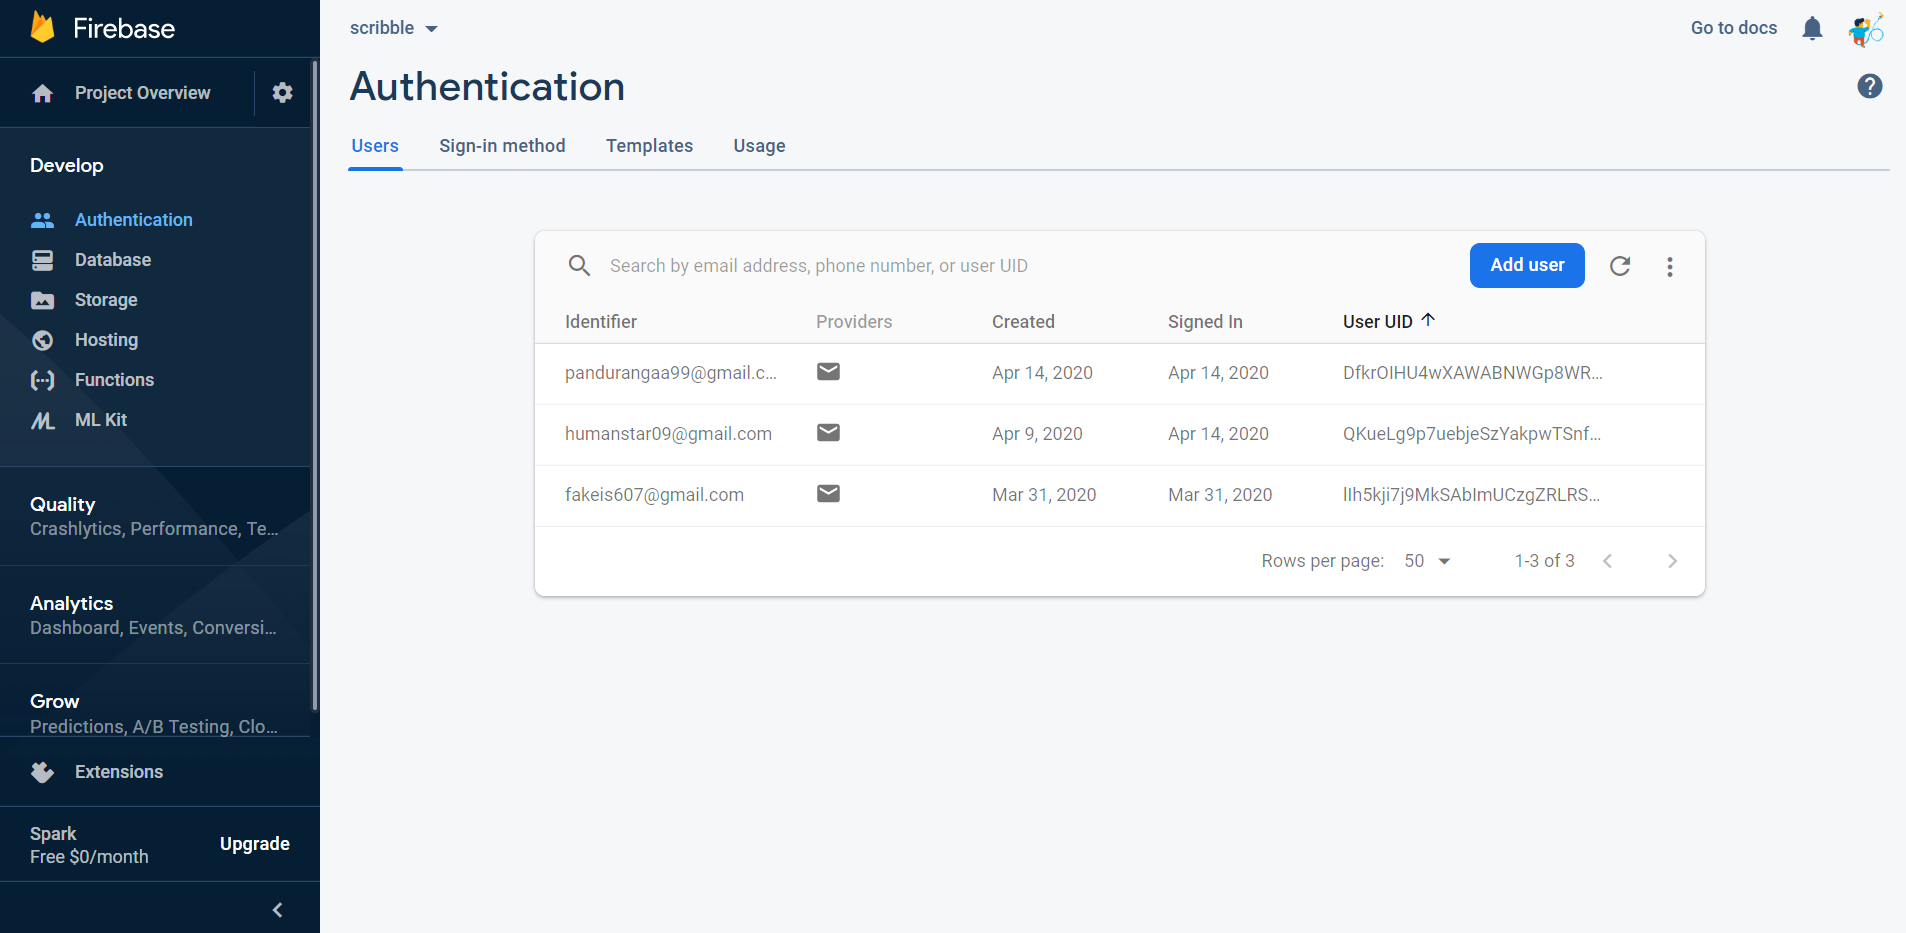 Firebase
Project Overview
Develop
Authentication
Database
Storage
Hosting
Functions
ML Kit
Quality
Crashlytics, Performance, Te...
Analytics
Dashboard, Events, Conversi...
Grow
Predictions, A/B Testing, Clo...
Extensions
Spark
Free $0/month
Upgrade
scribble
Go to docs
Authentication
Users Sign-in method Templates Usage
Search by email address, phone number, or user UID
Add user
Identifier Providers Created Signed In User UID
pandurangaa99@gmail.c... Apr 14, 2020 Apr 14, 2020 DfkrOIHU4wXAWABNWGp8WR...
humanstar09@gmail.com Apr 9, 2020 Apr 14, 2020 QKueLg9p7uebjeSzYakpwTSnf...
fakeis607@gmail.com Mar 31, 2020 Mar 31, 2020 lIh5kji7j9MkSAbImUCzgZRLRS...
Rows per page: 50 1-3 of 3